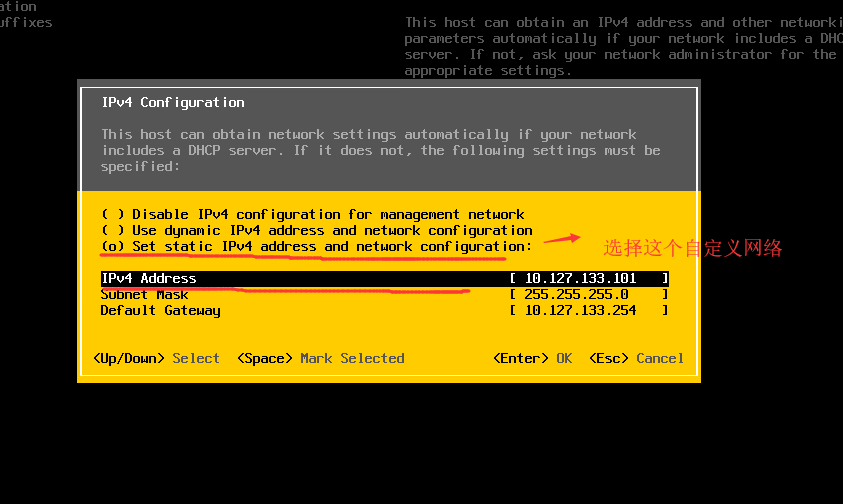 ation
uffixes
This host can obtain an IPv4 address and other networki
parameters automatically if your network includes a DHC
server. If not, ask your network administrator for the
appropriate settings.
IPv4 Configuration
This host can obtain network settings automatically if your network
includes a DHCP server. If it does not, the following settings must be
specified:
( ) Disable IPv4 configuration for management network
( ) Use dynamic IPv4 address and network configuration
(o) Set static IPv4 address and network configuration:
选择这个自定义网络
IPv4 Address [ 10.127.133.101 ]
Subnet Mask [ 255.255.255.0 ]
Default Gateway [ 10.127.133.254 ]
<Up/Down> Select <Space> Mark Selected <Enter> OK <Esc> Cancel